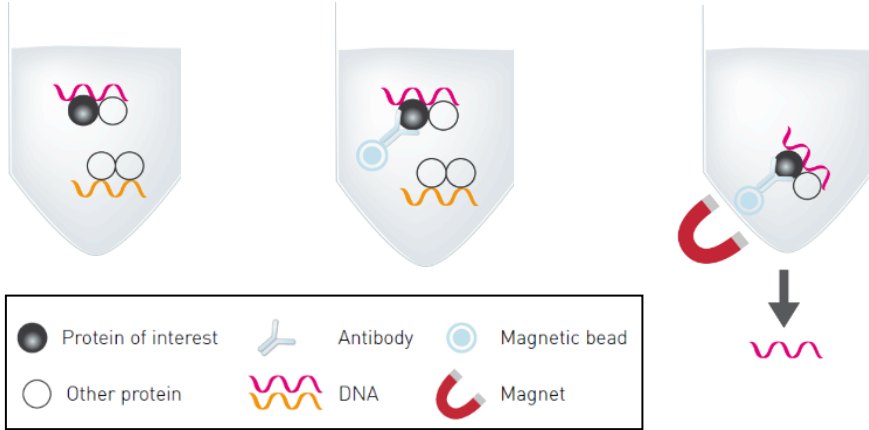 Protein of interest Antibody Magnetic bead
Other protein DNA Magnet